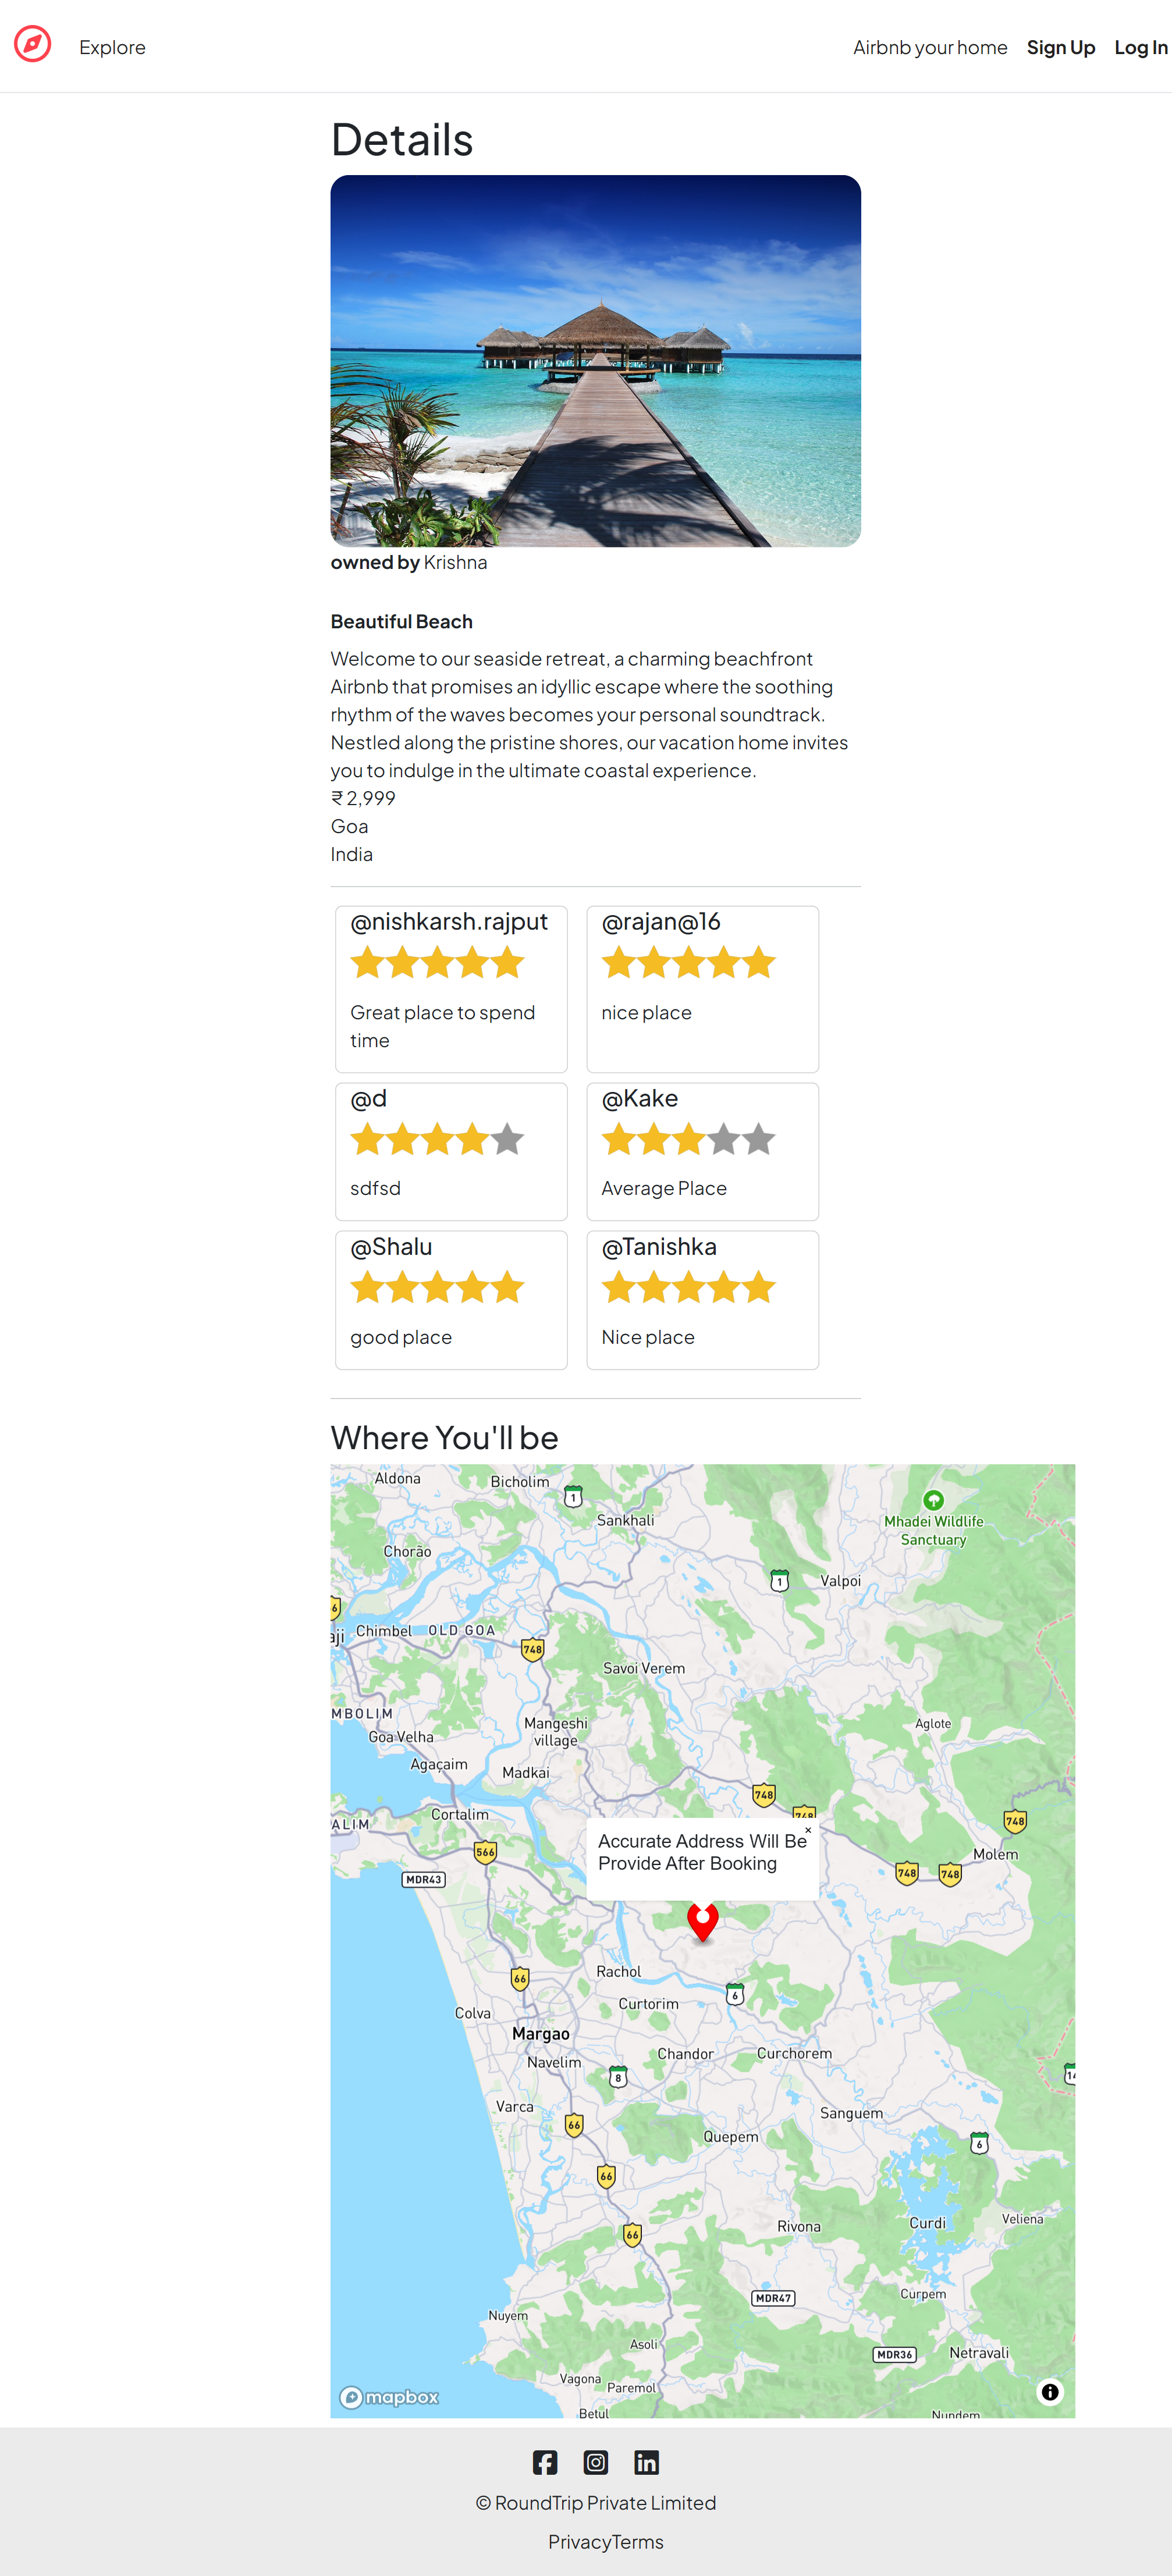 Explore
Airbnb your home Sign Up Log In
Details
owned by Krishna
Beautiful Beach
Welcome to our seaside retreat, a charming beachfront
Airbnb that promises an idyllic escape where the soothing
rhythm of the waves becomes your personal soundtrack.
Nestled along the pristine shores, our vacation home invites
you to indulge in the ultimate coastal experience.
₹ 2,999
Goa
India
@nishkarsh.rajput
Great place to spend
time
@rajan@16
nice place
@d
sdfsd
@Kake
Average Place
@Shalu
good place
@Tanishka
Nice place
Where You'll be
Aldona
Bicholim
1
Sankhali
Mhadei Wildlife
Sanctuary
Chorão
1
Valpoi
6
aji
Chimbel
OLD GOA
748
Savoi Verem
MBOLIM
Goa Velha
Mangeshi
village
Aglote
Agaçaim
Madkai
748
748
Cortalim
748
ALIM
566
Accurate Address Will Be
Provide After Booking
×
Molem
748
748
MDR43
Rachol
66
6
Curtorim
Colva
Margao
Chandor
Curchorem
Navelim
8
14
Varca
Sanguem
66
Quepem
6
66
Rivona
Curdi
Veliena
66
MDR47
Curpem
Nuyem
Asoli
MDR36
Netravali
Vagona
Paremol
mapbox
Betul
Nundem
© RoundTrip Private Limited
PrivacyTerms